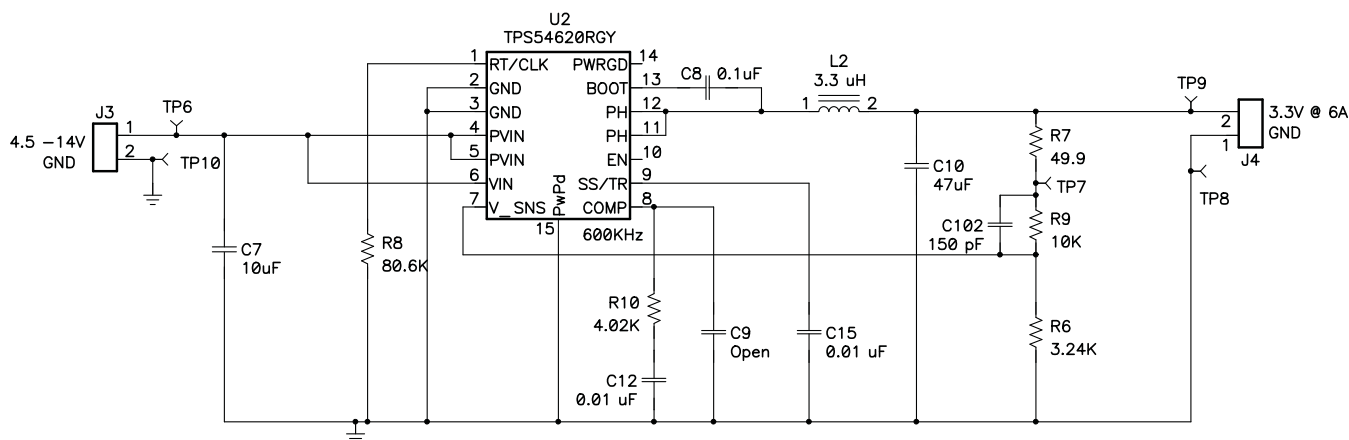 U2
TPS54620RGY
1 RT/CLK PWRGD 14
2 GND BOOT 13
3 GND PH 12
4 PVIN PH 11
5 PVIN EN 10
6 VIN SS/TR 9
7 V_SNS COMP 8
PwPd
15
600KHz
J3
4.5 -14V
GND
1
2
TP6
TP10
C7
10uF
R8
80.6K
C8 0.1uF
L2
3.3 uH
1 2
R10
4.02K
C12
0.01 uF
C9
Open
C15
0.01 uF
C10
47uF
C102
150 pF
R7
49.9
TP7
R9
10K
R6
3.24K
TP9
3.3V @ 6A
2
GND
1
J4
TP8